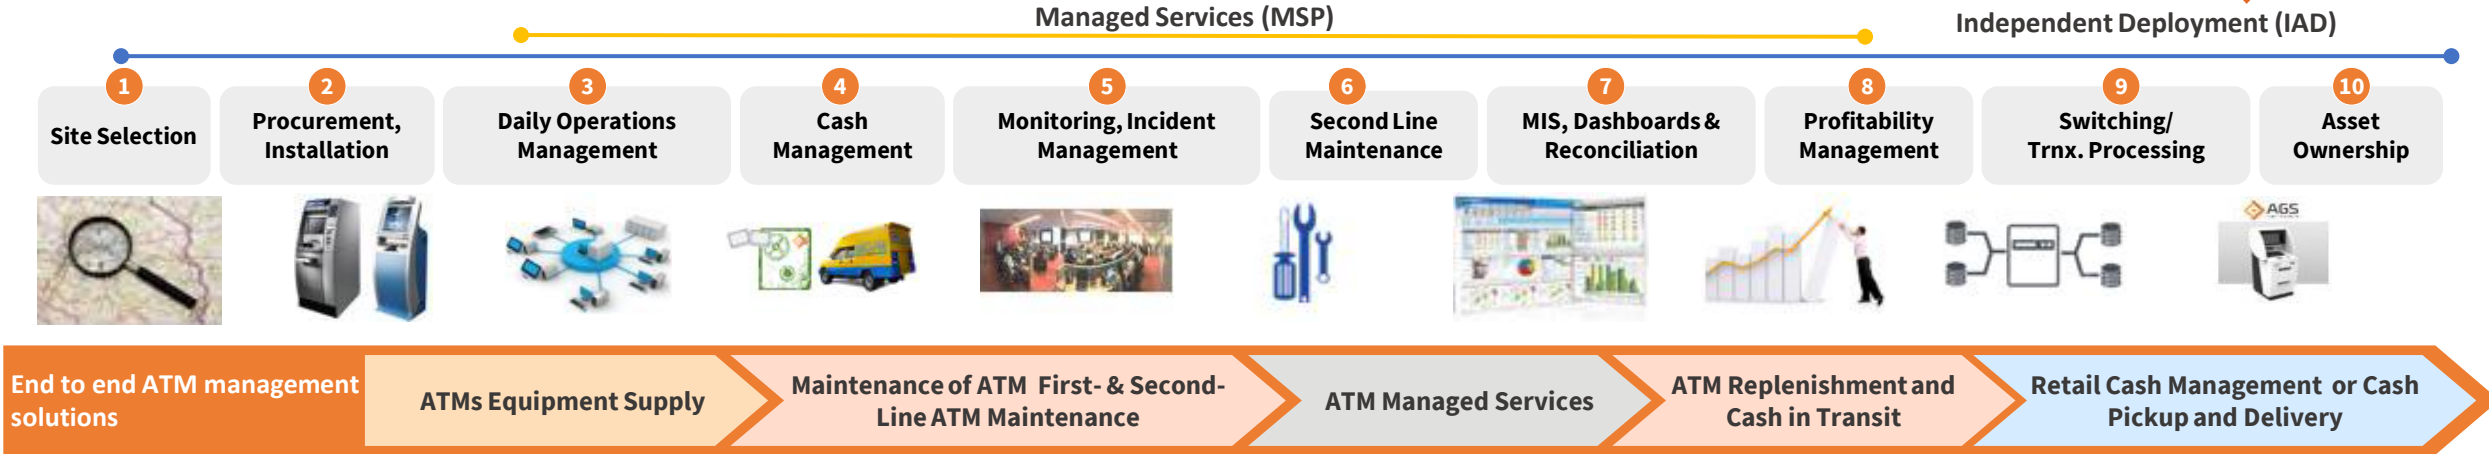 Managed Services (MSP)
Independent Deployment (IAD)
1
2
3
4
5
6
7
8
9
10
Site Selection
Procurement,
Installation
Daily Operations
Management
Cash
Management
Monitoring, Incident
Management
Second Line
Maintenance
MIS, Dashboards &
Reconciliation
Profitability
Management
Switching/
Trnx. Processing
Asset
Ownership
AGS
End to end ATM management
solutions
ATMs Equipment Supply
Maintenance of ATM First- & Second-
Line ATM Maintenance
ATM Managed Services
ATM Replenishment and
Cash in Transit
Retail Cash Management or Cash
Pickup and Delivery